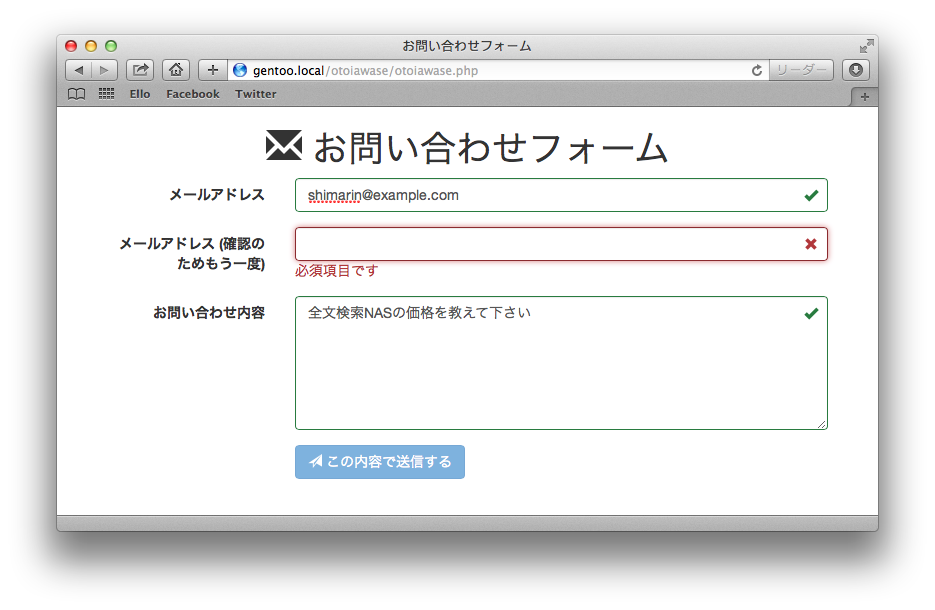 お問い合わせフォーム
gentoo.local/otoiawase/otoiawase.php
リーダー
Ello Facebook Twitter
お問い合わせフォーム
メールアドレス
shimarin@example.com
メールアドレス (確認の
ためもう一度)
必須項目です
お問い合わせ内容
全文検索NASの価格を教えて下さい
この内容で送信する